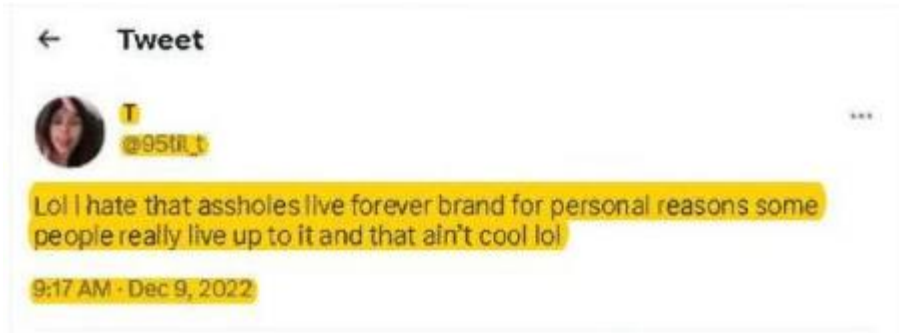 ← Tweet
T
@95till_t
Lol I hate that assholes live forever brand for personal reasons some
people really live up to it and that ain't cool lol
9:17 AM · Dec 9, 2022